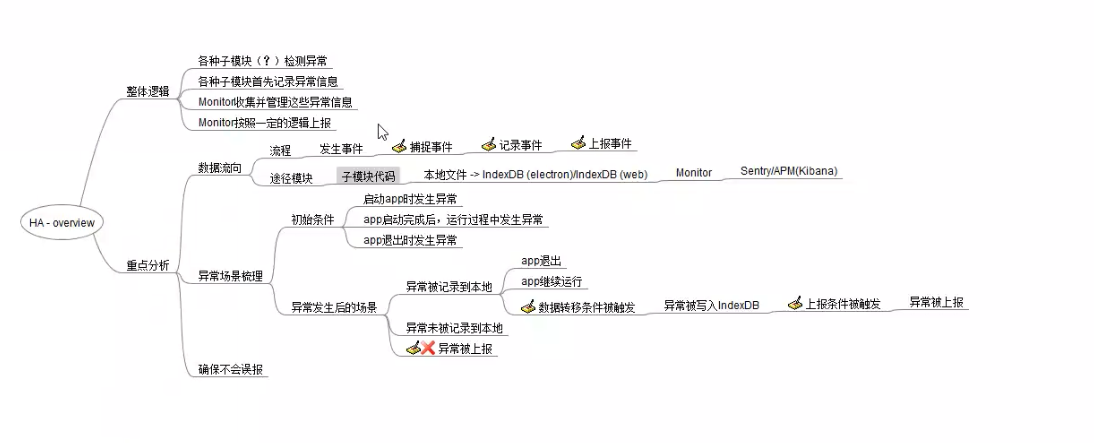 HA - overview
整体逻辑
各种子模块（？）检测异常
各种子模块首先记录异常信息
Monitor收集并管理这些异常信息
Monitor按照一定的逻辑上报
重点分析
数据流向
流程
发生事件
捕捉事件
记录事件
上报事件
途径模块
子模块代码
本地文件 -> IndexDB (electron)/IndexDB (web)
Monitor
Sentry/APM(Kibana)
异常场景梳理
初始条件
启动app时发生异常
app启动完成后，运行过程中发生异常
app退出时发生异常
异常发生后的场景
异常被记录到本地
app退出
app继续运行
数据转移条件被触发
异常被写入IndexDB
上报条件被触发
异常被上报
异常未被记录到本地
异常被上报
确保不会误报